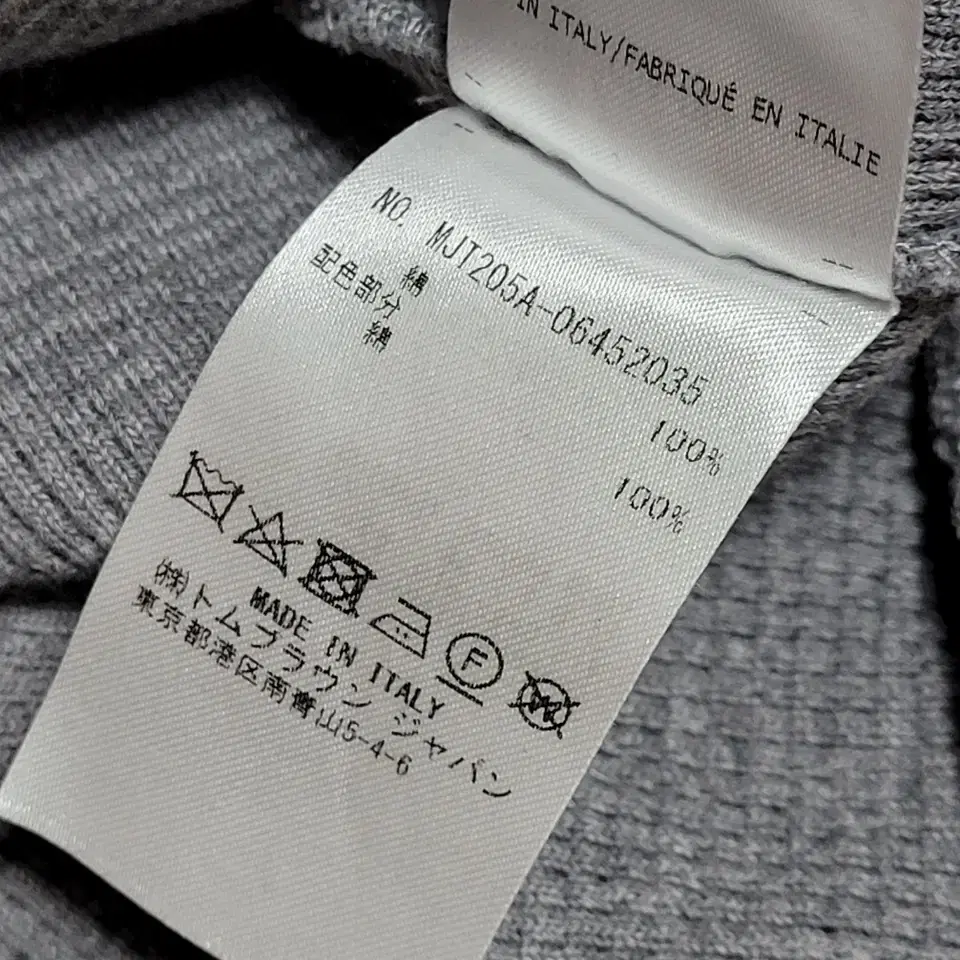 IN ITALY/FABRIQUÉ EN ITALIE
NO. MJT205A-06452035
綿 100%
配色部分
綿 100%
F
W
MADE IN ITALY
㈱トムブラウン ジャパン
東京都港区南青山5-4-6